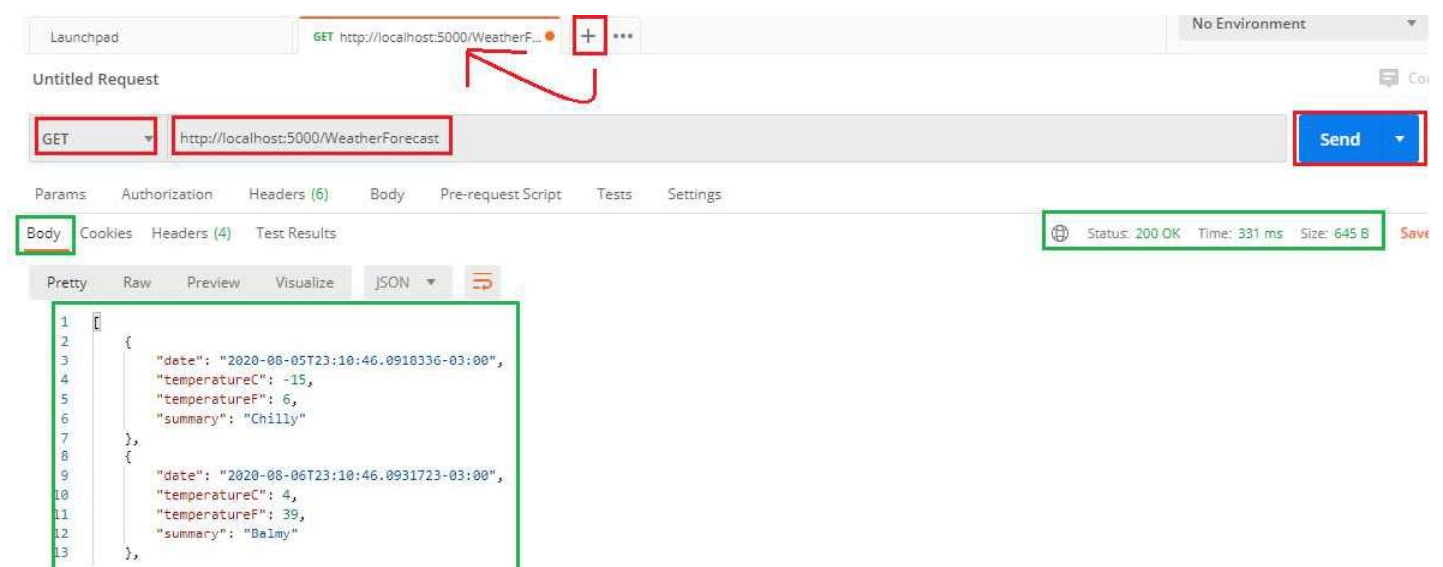 Launchpad GET http://localhost:5000/WeatherF... + ••• No Environment
Untitled Request
GET http://localhost:5000/WeatherForecast Send
Params Authorization Headers (6) Body Pre-request Script Tests Settings
Body Cookies Headers (4) Test Results Status: 200 OK Time: 331 ms Size: 645 B Save
Pretty Raw Preview Visualize JSON
1 [
2 {
3 "date": "2020-08-05T23:10:46.0918336-03:00",
4 "temperatureC": -15,
5 "temperatureF": 6,
6 "summary": "Chilly"
7 },
8 {
9 "date": "2020-08-06T23:10:46.0931723-03:00",
10 "temperatureC": 4,
11 "temperatureF": 39,
12 "summary": "Balmy"
13 },